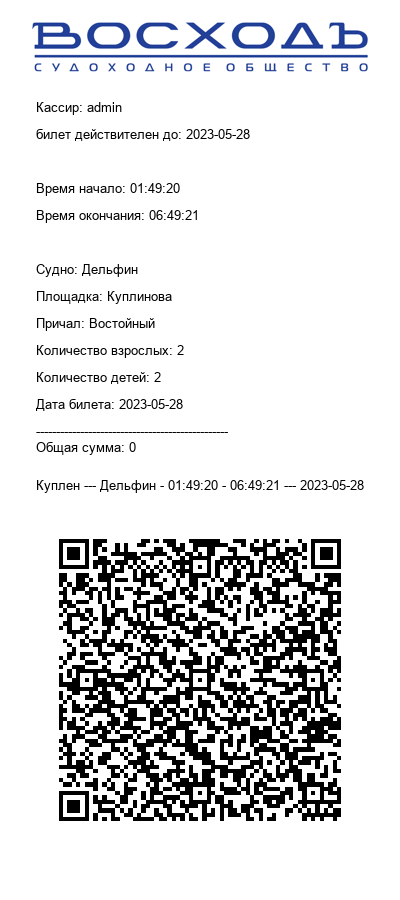 ВОСХОДЪ
СУДОХОДНОЕ ОБЩЕСТВО
Кассир: admin
билет действителен до: 2023-05-28
Время начало: 01:49:20
Время окончания: 06:49:21
Судно: Дельфин
Площадка: Куплинова
Причал: Востойный
Количество взрослых: 2
Количество детей: 2
Дата билета: 2023-05-28
------------------------------------------------
Общая сумма: 0
Куплен --- Дельфин - 01:49:20 - 06:49:21 --- 2023-05-28